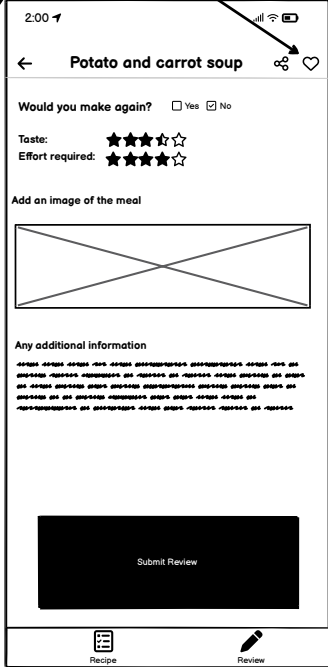 2:00
Potato and carrot soup
Would you make again? Yes No
Taste:
Effort required:
Add an image of the meal
Any additional information
Submit Review
Recipe Review